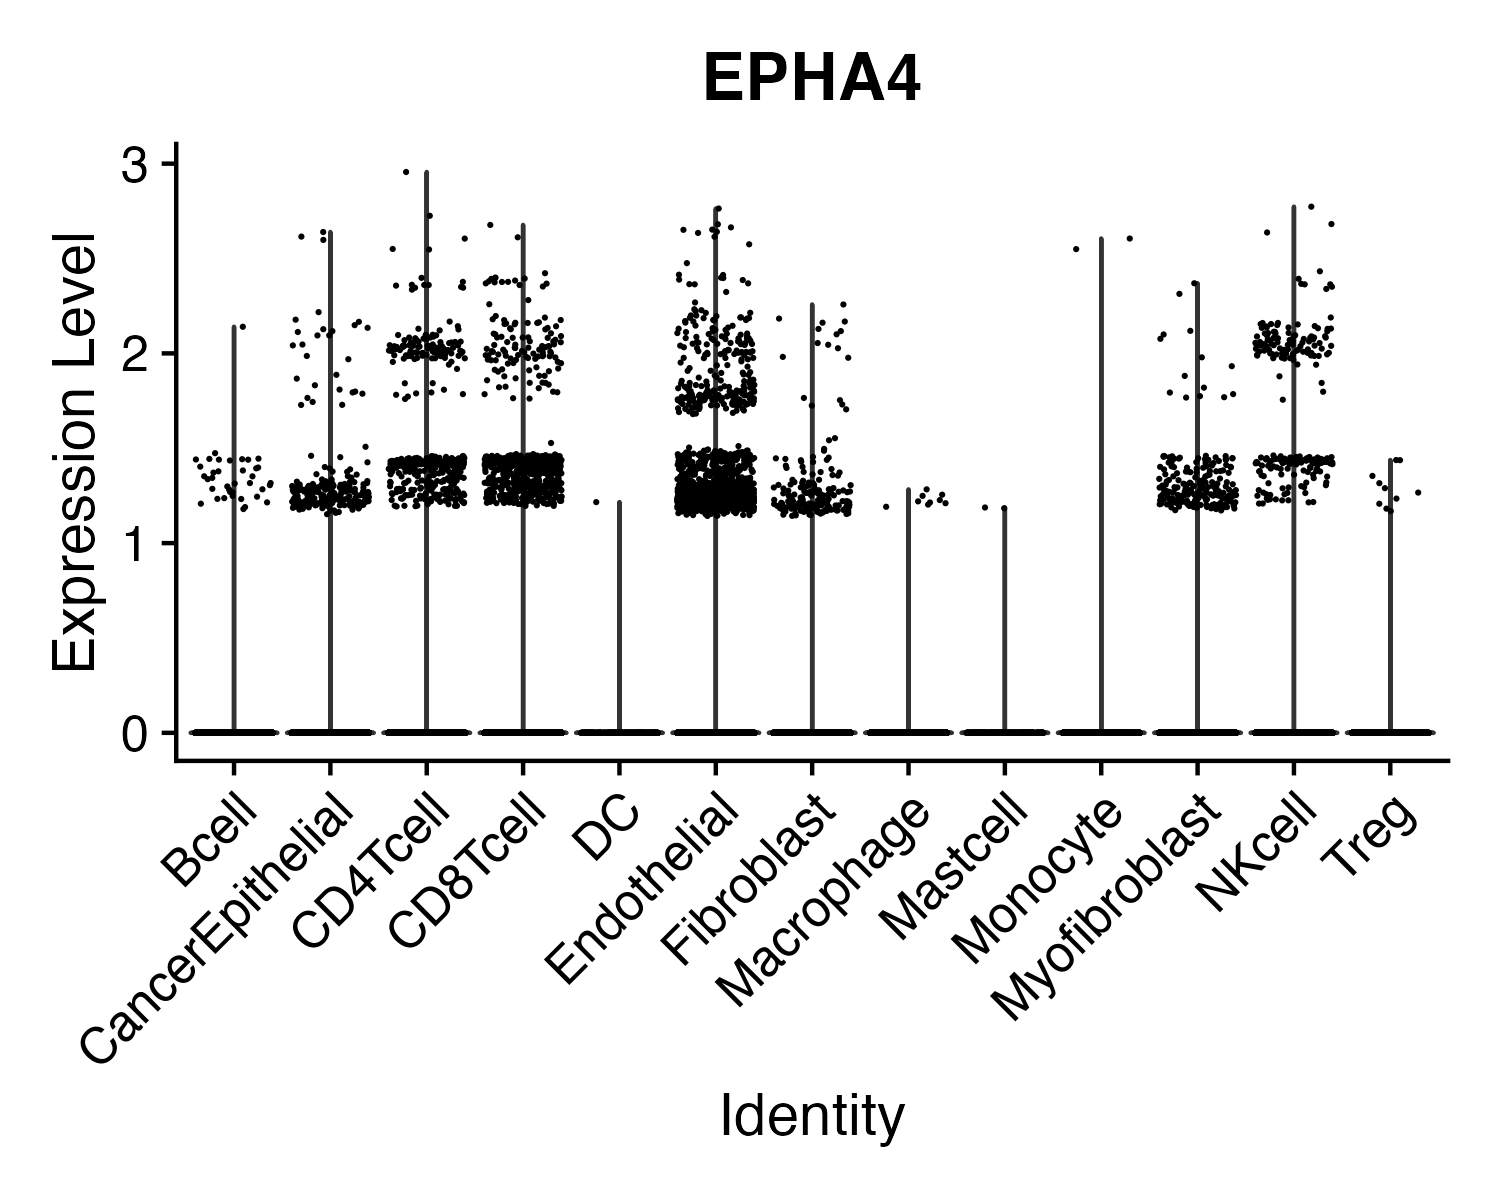 EPHA4
Expression Level
3
2
1
0
Bcell
CancerEpithelial
CD4Tcell
CD8Tcell
DC
Endothelial
Fibroblast
Macrophage
Mastcell
Monocyte
Myofibroblast
NKcell
Treg
Identity